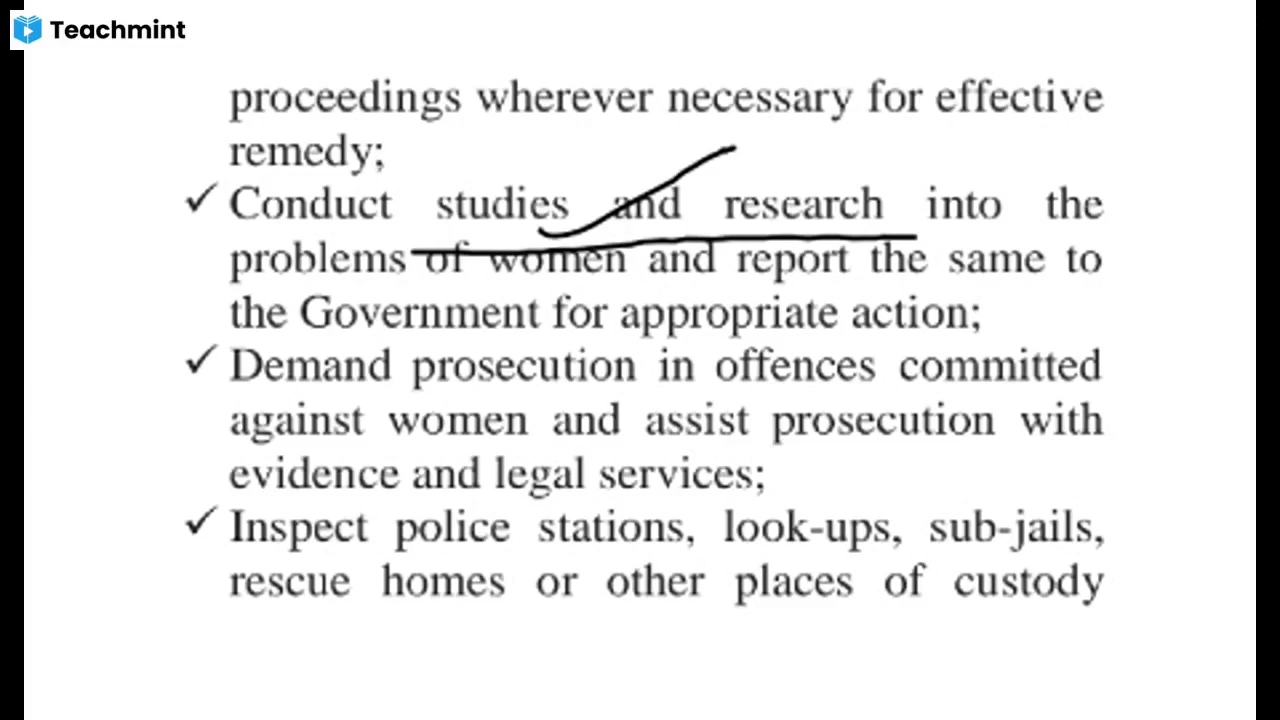 Teachmint
proceedings wherever necessary for effective
remedy;
✓ Conduct studies and research into the
problems of women and report the same to
the Government for appropriate action;
✓ Demand prosecution in offences committed
against women and assist prosecution with
evidence and legal services;
✓ Inspect police stations, look-ups, sub-jails,
rescue homes or other places of custody